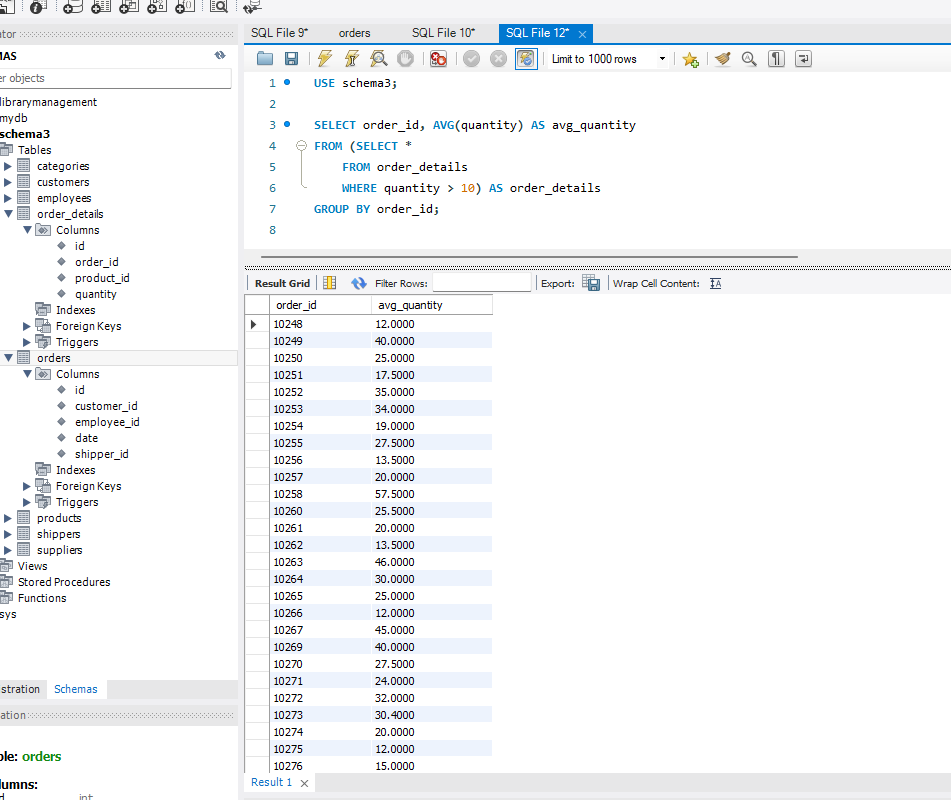 ator
MAS
er objects
librarymanagement
mydb
schema3
Tables
categories
customers
employees
order_details
Columns
id
order_id
product_id
quantity
Indexes
Foreign Keys
Triggers
orders
Columns
id
customer_id
employee_id
date
shipper_id
Indexes
Foreign Keys
Triggers
products
shippers
suppliers
Views
Stored Procedures
Functions
sys
istration Schemas
ation
ble: orders
lumns:
int
SQL File 9* orders SQL File 10* SQL File 12*
Limit to 1000 rows
1 USE schema3;
2
3 SELECT order_id, AVG(quantity) AS avg_quantity
4 FROM (SELECT *
5 FROM order_details
6 WHERE quantity > 10) AS order_details
7 GROUP BY order_id;
8
Result Grid Filter Rows: Export: Wrap Cell Content:
order_id avg_quantity
10248 12.0000
10249 40.0000
10250 25.0000
10251 17.5000
10252 35.0000
10253 34.0000
10254 19.0000
10255 27.5000
10256 13.5000
10257 20.0000
10258 57.5000
10260 25.5000
10261 20.0000
10262 13.5000
10263 46.0000
10264 30.0000
10265 25.0000
10266 12.0000
10267 45.0000
10269 40.0000
10270 27.5000
10271 24.0000
10272 32.0000
10273 30.4000
10274 20.0000
10275 12.0000
10276 15.0000
Result 1